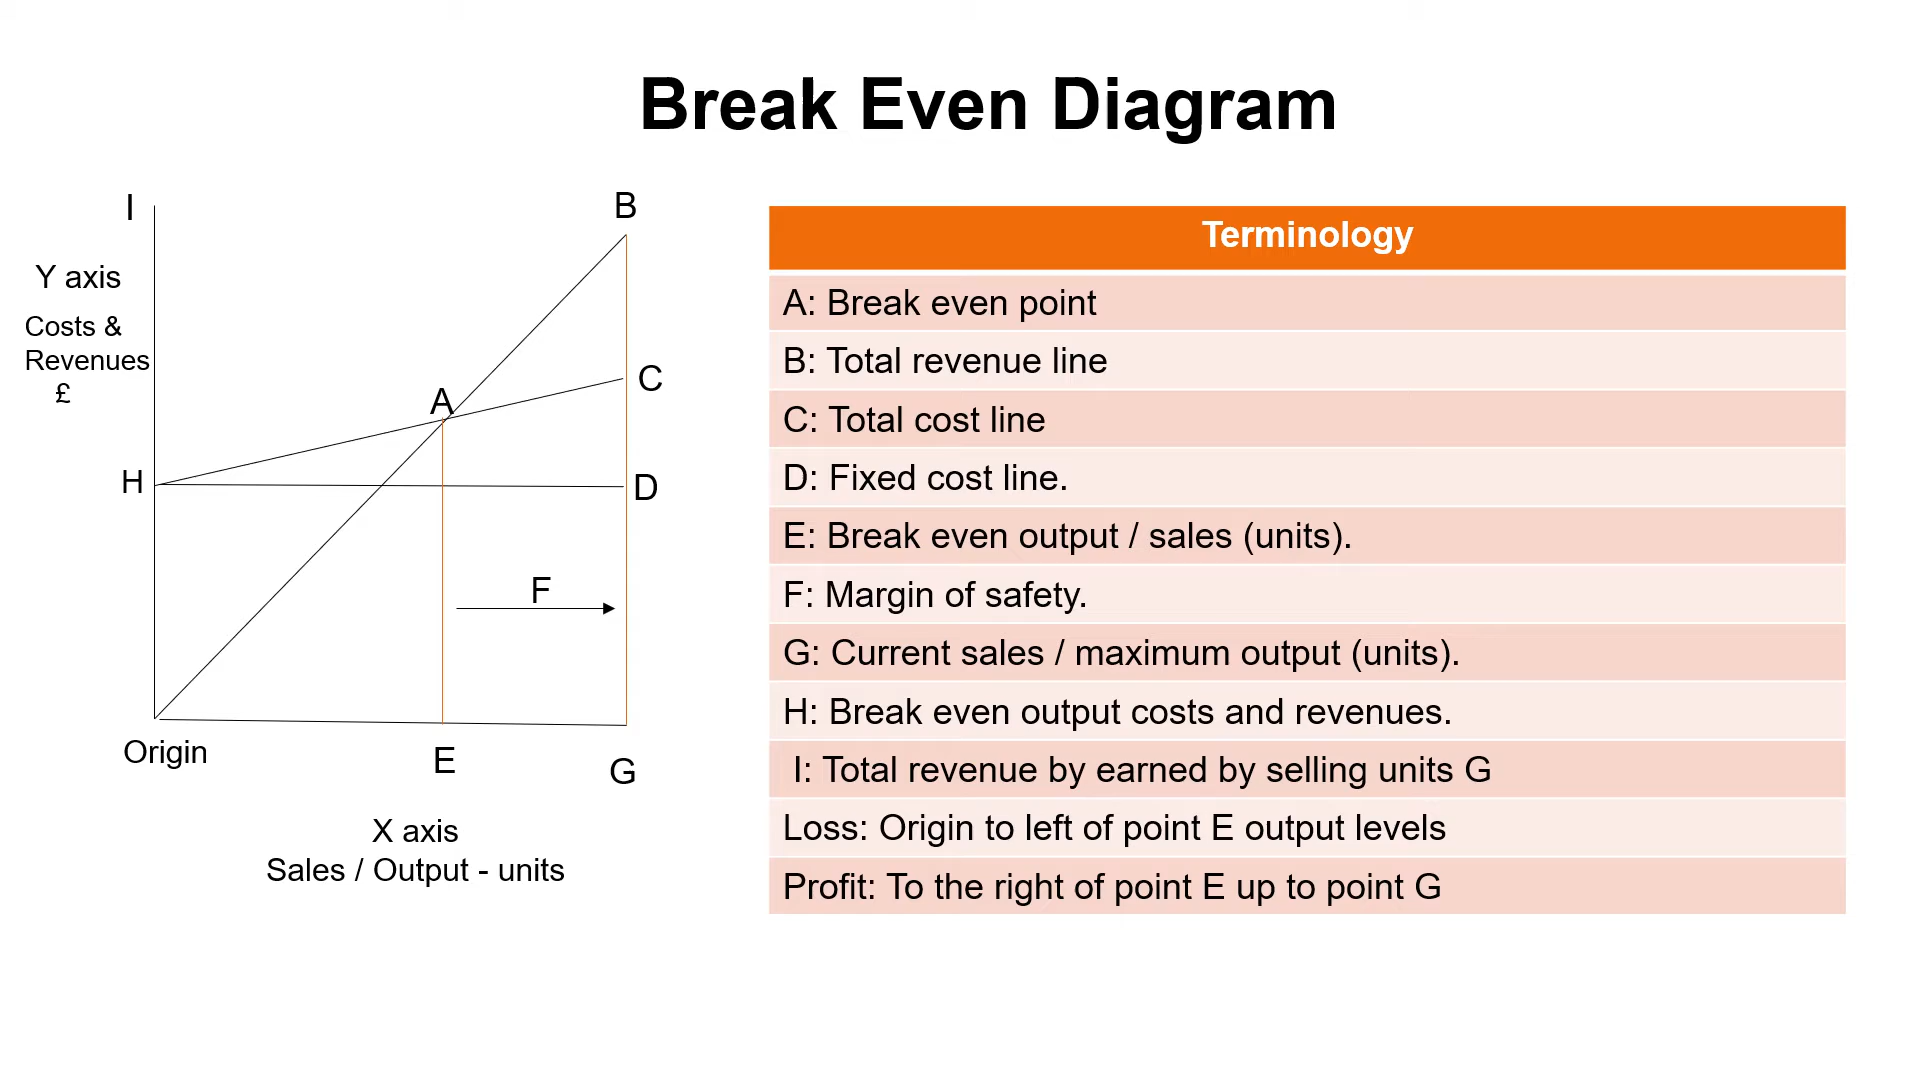 Break Even Diagram
I
B
Y axis
Costs &
Revenues
£
A
C
H
D
F
Origin
E
G
X axis
Sales / Output - units
Terminology
A: Break even point
B: Total revenue line
C: Total cost line
D: Fixed cost line.
E: Break even output / sales (units).
F: Margin of safety.
G: Current sales / maximum output (units).
H: Break even output costs and revenues.
I: Total revenue by earned by selling units G
Loss: Origin to left of point E output levels
Profit: To the right of point E up to point G